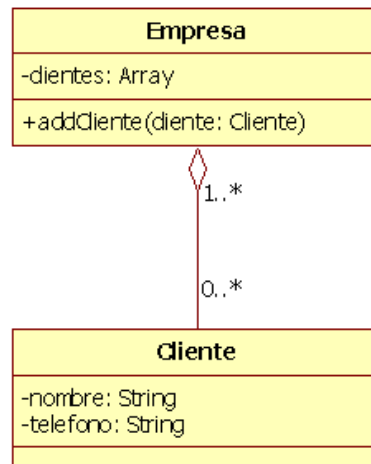 Empresa
-clientes: Array
+addCliente(cliente: Cliente)
1..*
0..*
Cliente
-nombre: String
-telefono: String